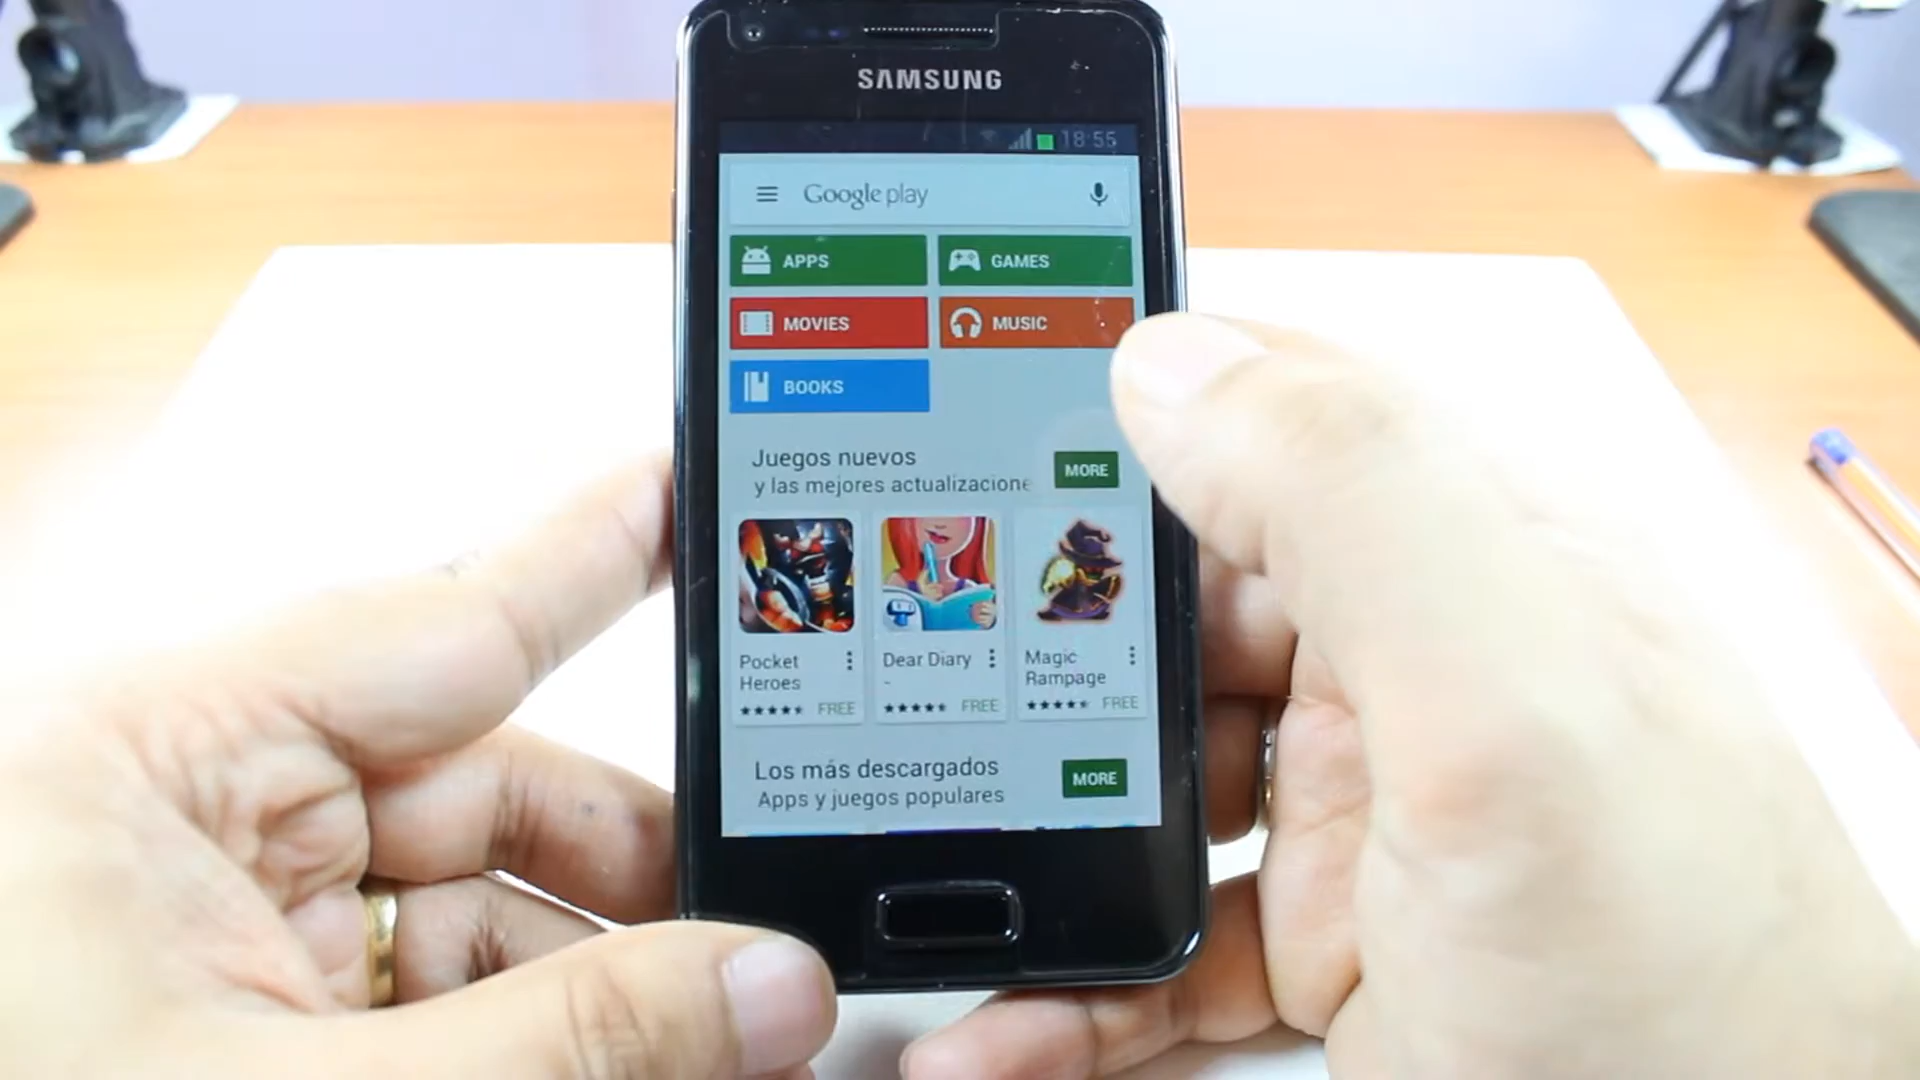 SAMSUNG
18:55
Google play
APPS
GAMES
MOVIES
MUSIC
BOOKS
Juegos nuevos
y las mejores actualizacione
MORE
Pocket
Heroes
FREE
Dear Diary
-
FREE
Magic
Rampage
FREE
Los más descargados
Apps y juegos populares
MORE